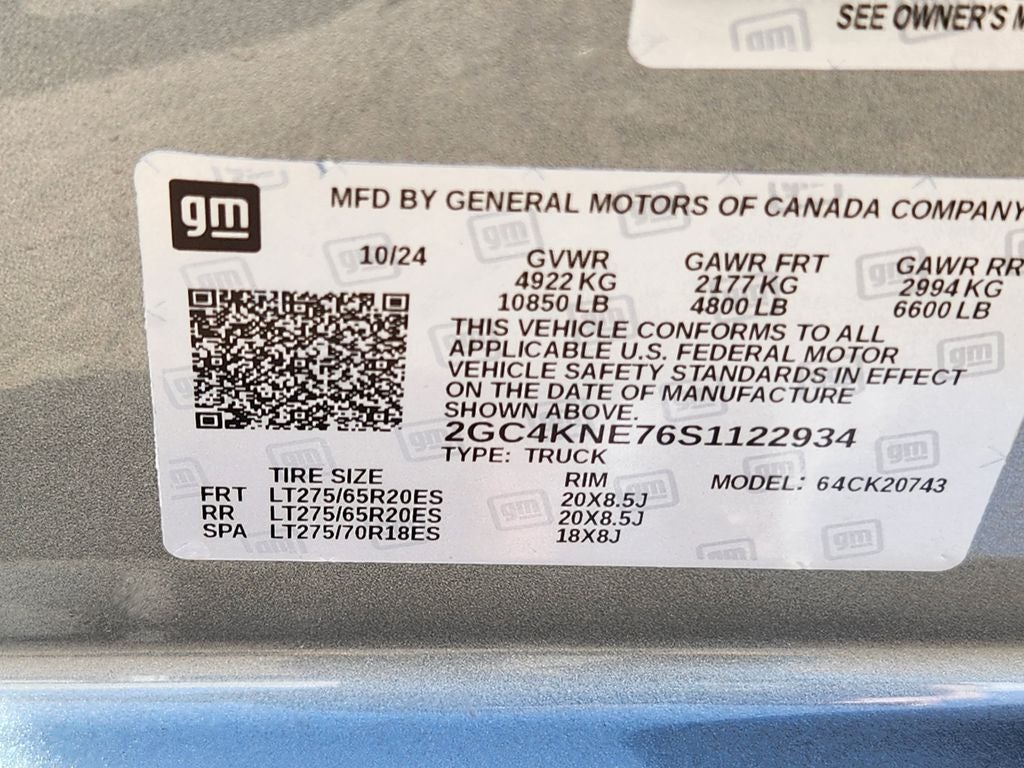 SEE OWNER'S
gm
MFD BY GENERAL MOTORS OF CANADA COMPANY
10/24 GVWR GAWR FRT GAWR RR
4922 KG 2177 KG 2994 KG
10850 LB 4800 LB 6600 LB
THIS VEHICLE CONFORMS TO ALL
APPLICABLE U.S. FEDERAL MOTOR
VEHICLE SAFETY STANDARDS IN EFFECT
ON THE DATE OF MANUFACTURE
SHOWN ABOVE.
2GC4KNE76S1122934
TYPE: TRUCK
TIRE SIZE RIM MODEL: 64CK20743
FRT LT275/65R20ES 20X8.5J
RR LT275/65R20ES 20X8.5J
SPA LT275/70R18ES 18X8J